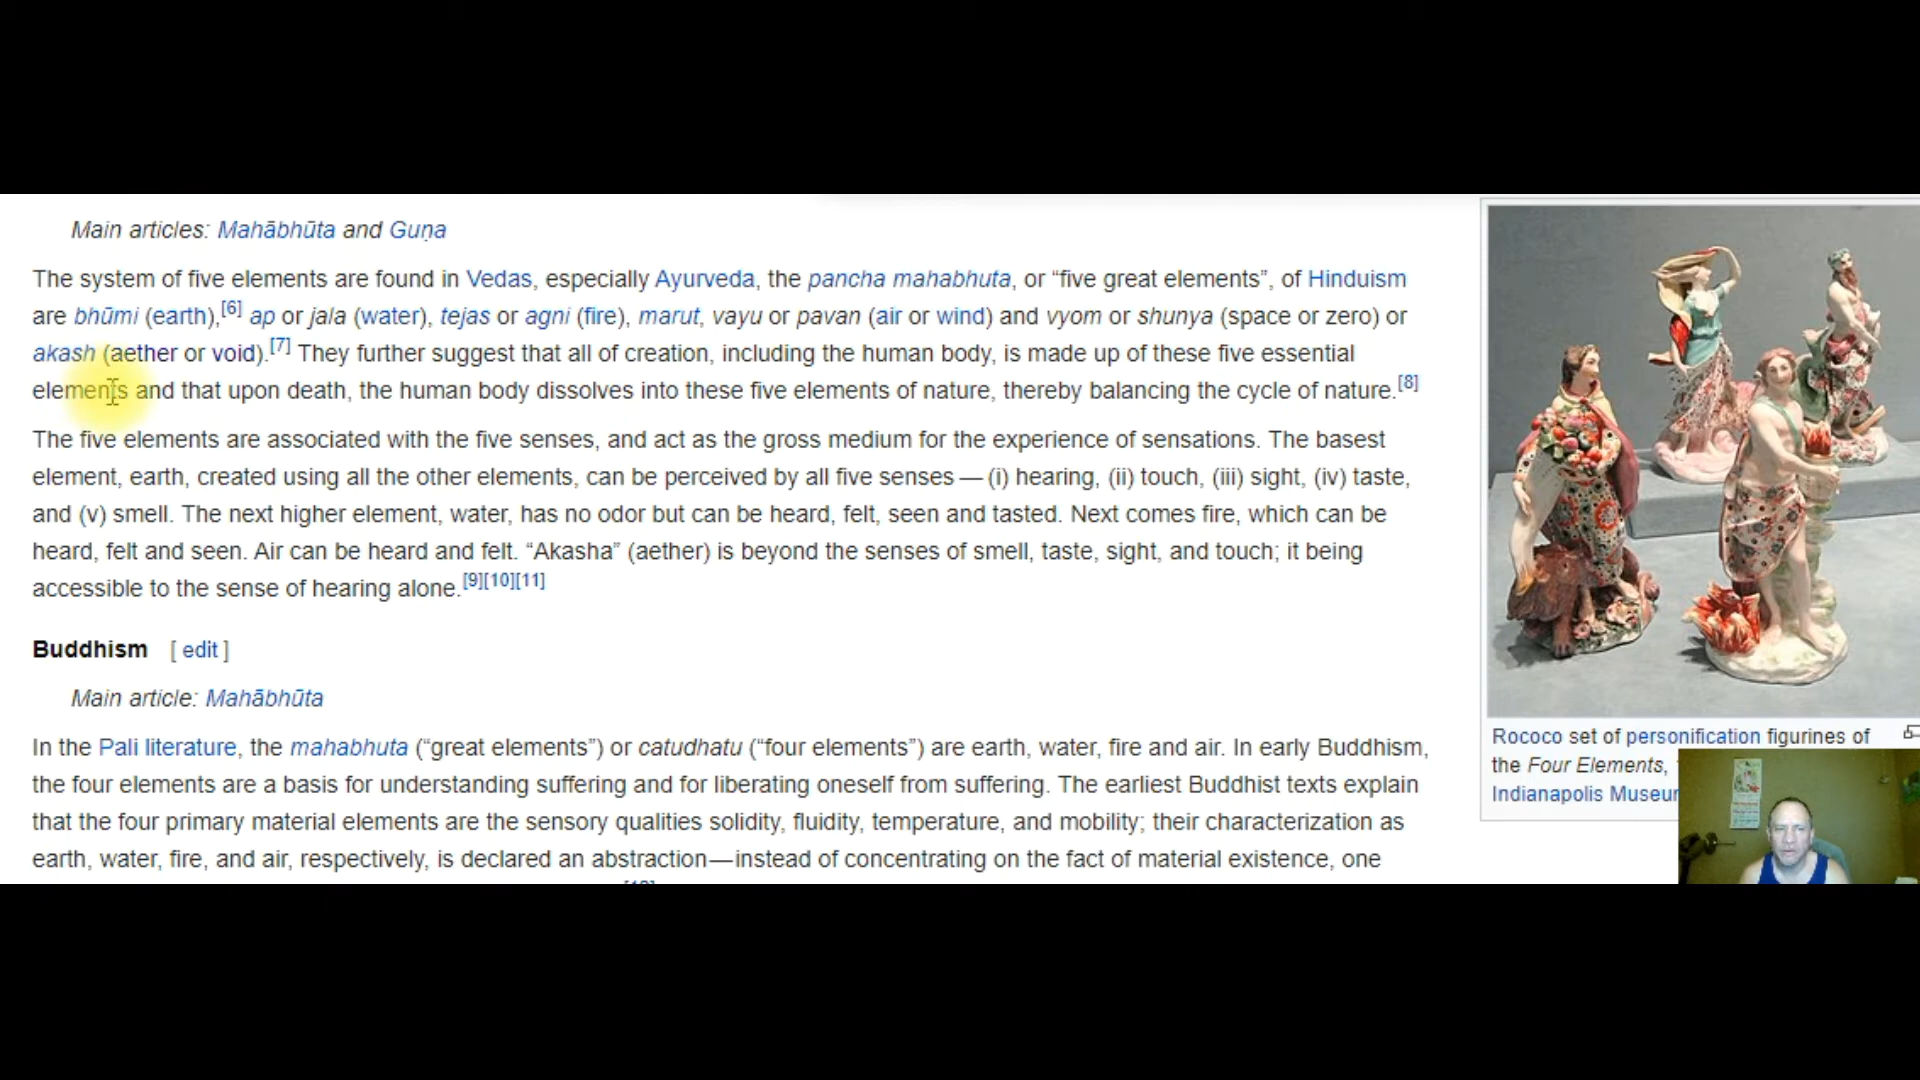 Main articles: Mahābhūta and Guṇa
The system of five elements are found in Vedas, especially Ayurveda, the pancha mahabhuta, or “five great elements”, of Hinduism
are bhūmi (earth),[6] ap or jala (water), tejas or agni (fire), marut, vayu or pavan (air or wind) and vyom or shunya (space or zero) or
akash (aether or void).[7] They further suggest that all of creation, including the human body, is made up of these five essential
elements and that upon death, the human body dissolves into these five elements of nature, thereby balancing the cycle of nature.[8]
The five elements are associated with the five senses, and act as the gross medium for the experience of sensations. The basest
element, earth, created using all the other elements, can be perceived by all five senses — (i) hearing, (ii) touch, (iii) sight, (iv) taste,
and (v) smell. The next higher element, water, has no odor but can be heard, felt, seen and tasted. Next comes fire, which can be
heard, felt and seen. Air can be heard and felt. “Akasha” (aether) is beyond the senses of smell, taste, sight, and touch; it being
accessible to the sense of hearing alone.[9][10][11]
Buddhism [ edit ]
Main article: Mahābhūta
In the Pali literature, the mahabhuta (“great elements”) or catudhatu (“four elements”) are earth, water, fire and air. In early Buddhism,
the four elements are a basis for understanding suffering and for liberating oneself from suffering. The earliest Buddhist texts explain
that the four primary material elements are the sensory qualities solidity, fluidity, temperature, and mobility; their characterization as
earth, water, fire, and air, respectively, is declared an abstraction—instead of concentrating on the fact of material existence, one
Rococo set of personification figurines of
the Four Elements,
Indianapolis